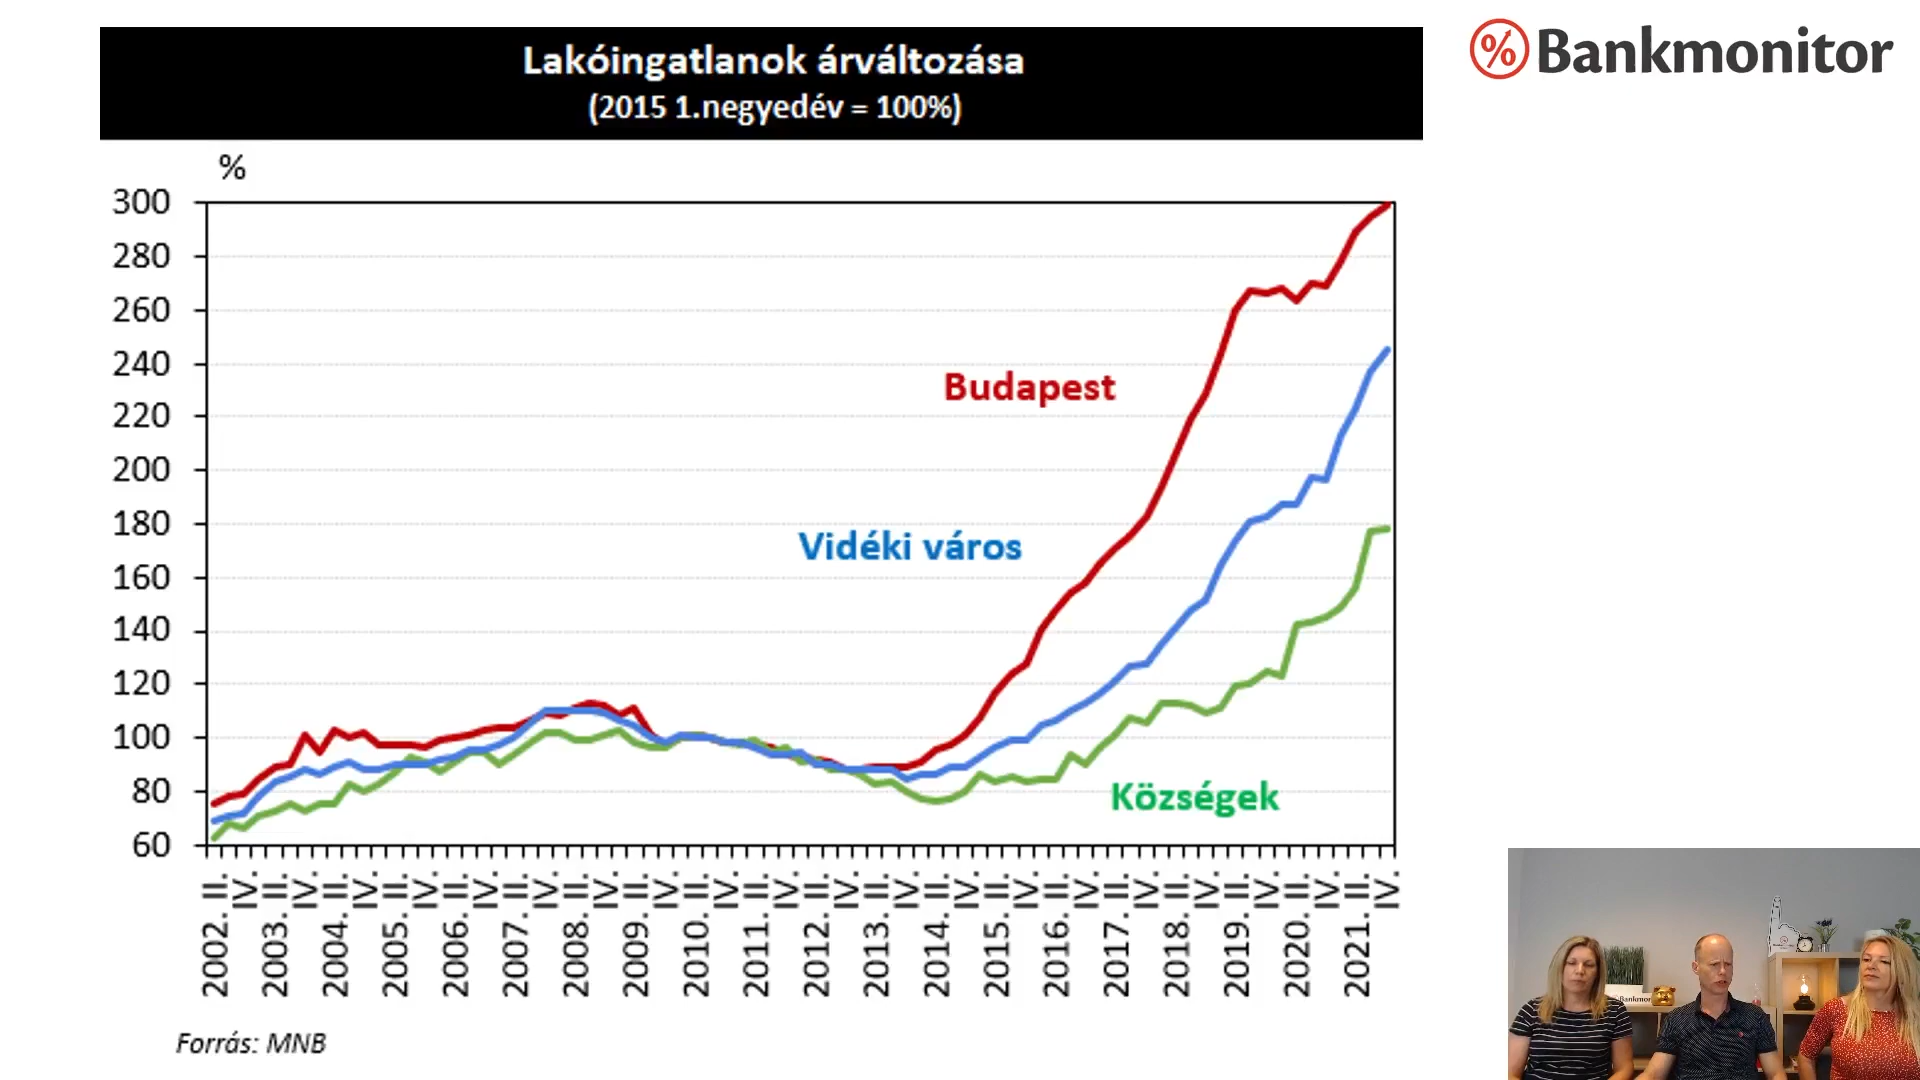 Lakóingatlanok árváltozása
(2015 1.negyedév = 100%)
% Bankmonitor
%
300
280
260
240
220
200
180
160
140
120
100
80
60
Budapest
Vidéki város
Községek
2002. II.
IV.
2003. II.
IV.
2004. II.
IV.
2005. II.
IV.
2006. II.
IV.
2007. II.
IV.
2008. II.
IV.
2009. II.
IV.
2010. II.
IV.
2011. II.
IV.
2012. II.
IV.
2013. II.
IV.
2014. II.
IV.
2015. II.
IV.
2016. II.
IV.
2017. II.
IV.
2018. II.
IV.
2019. II.
IV.
2020. II.
IV.
2021. II.
IV.
Forrás: MNB
Bankmon